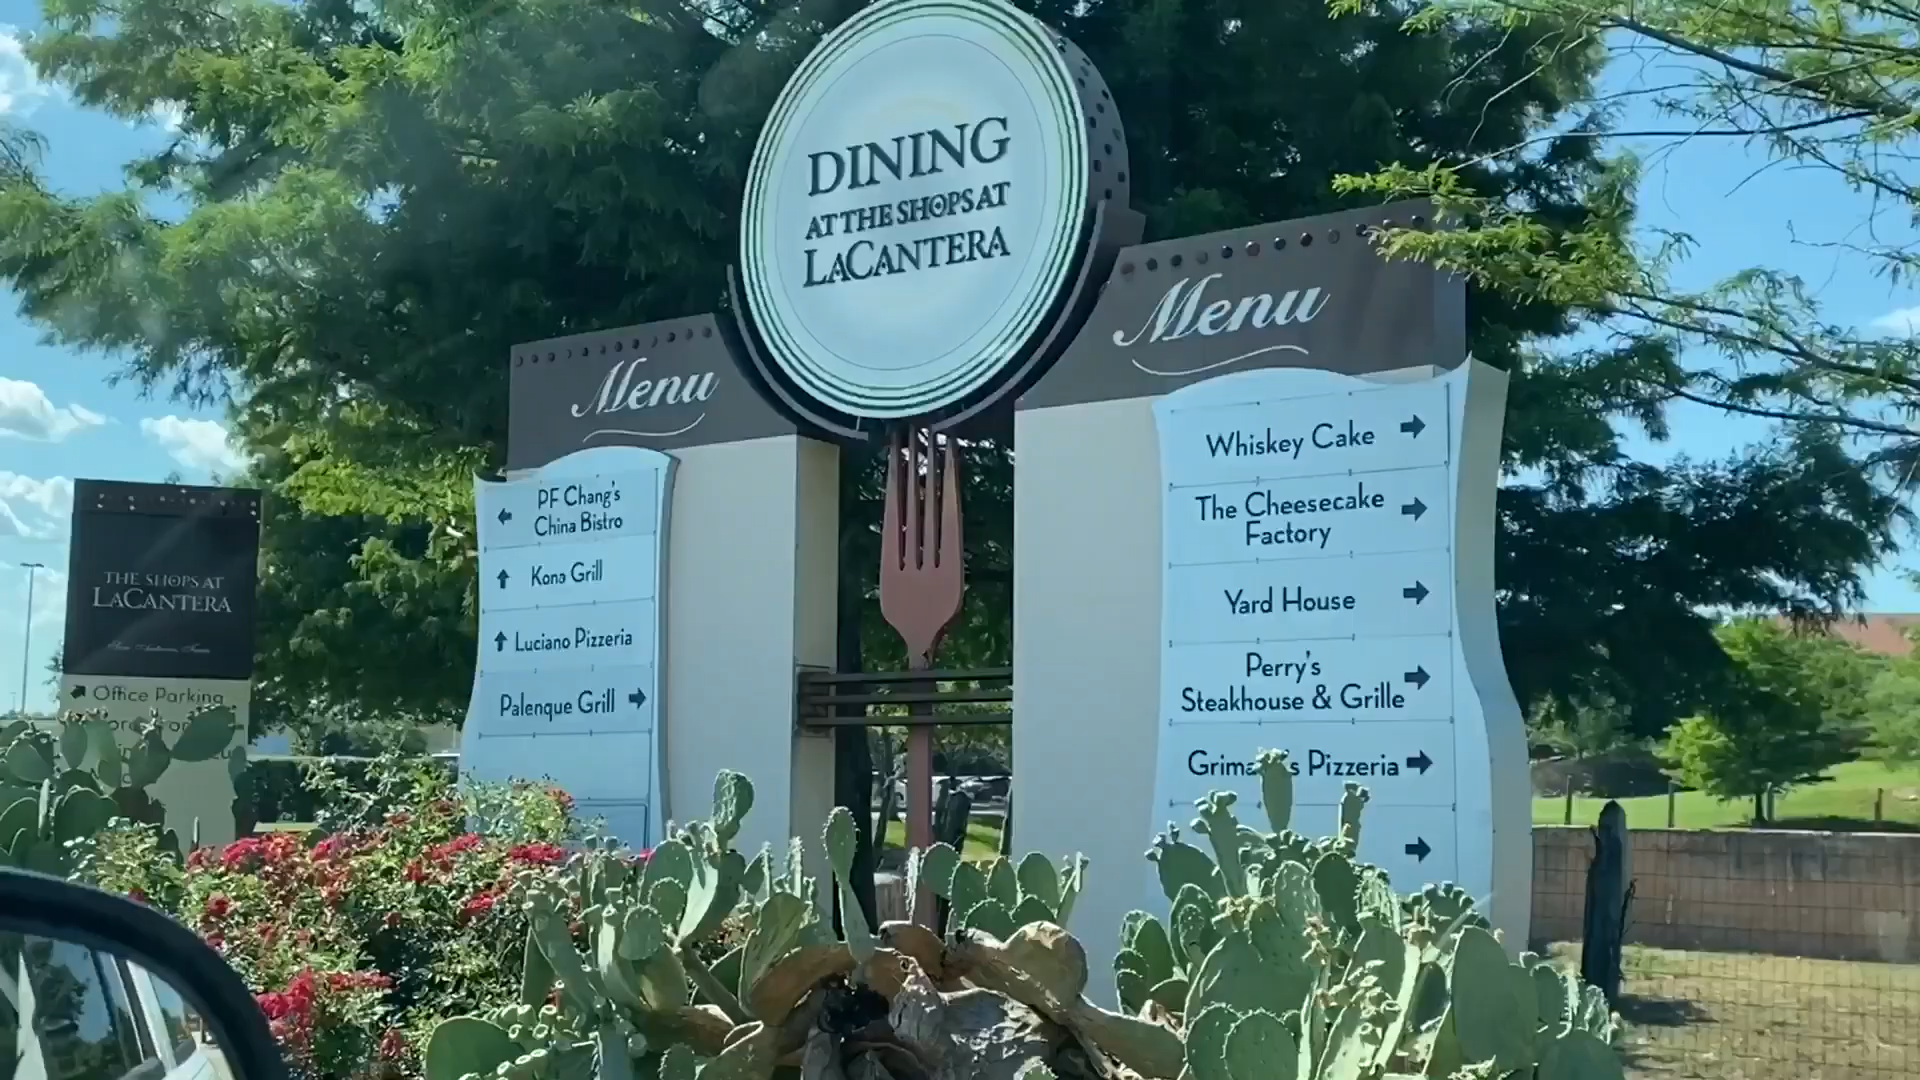 DINING
AT THE SHOPS AT
LACANTERA
Menu
PF Chang's
China Bistro
Kona Grill
Luciano Pizzeria
Palenque Grill
Menu
Whiskey Cake
The Cheesecake
Factory
Yard House
Perry's
Steakhouse & Grille
Pizzeria
THE SHOPS AT
LACANTERA
Office Parking